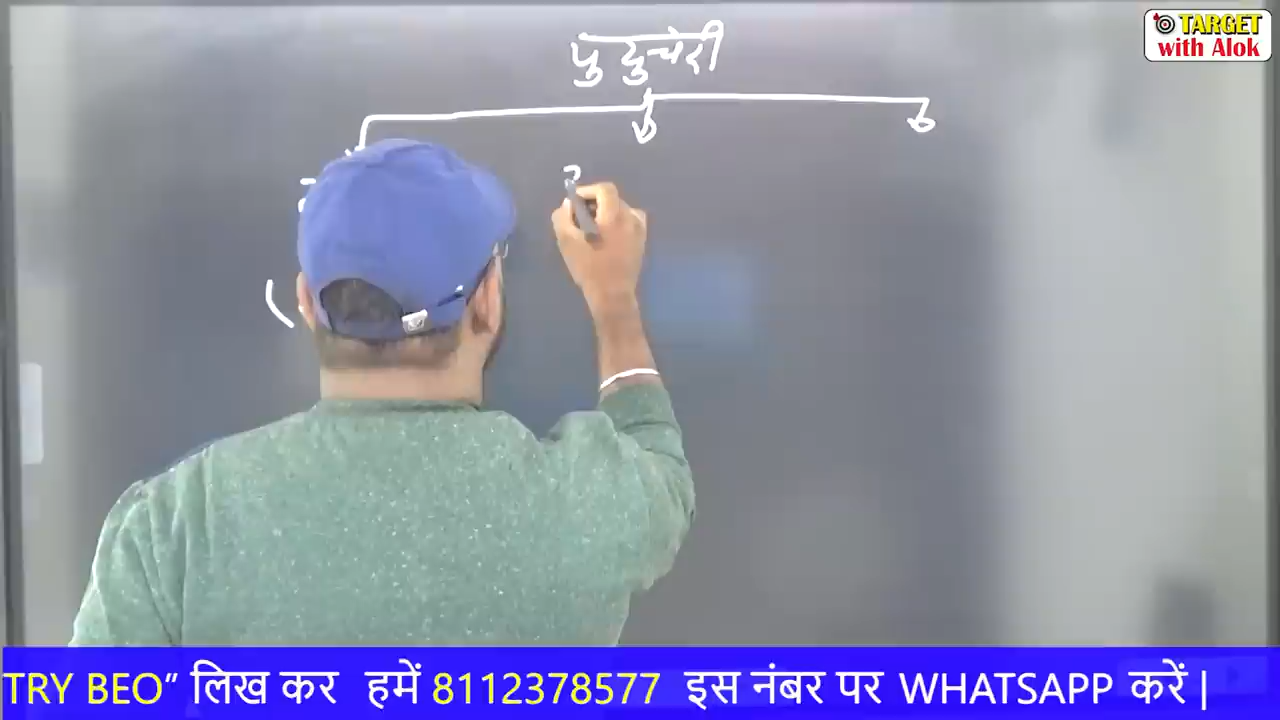 TARGET
with Alok
पुदुचेरी
TRY BEO" लिख कर हमें 8112378577 इस नंबर पर WHATSAPP करें |